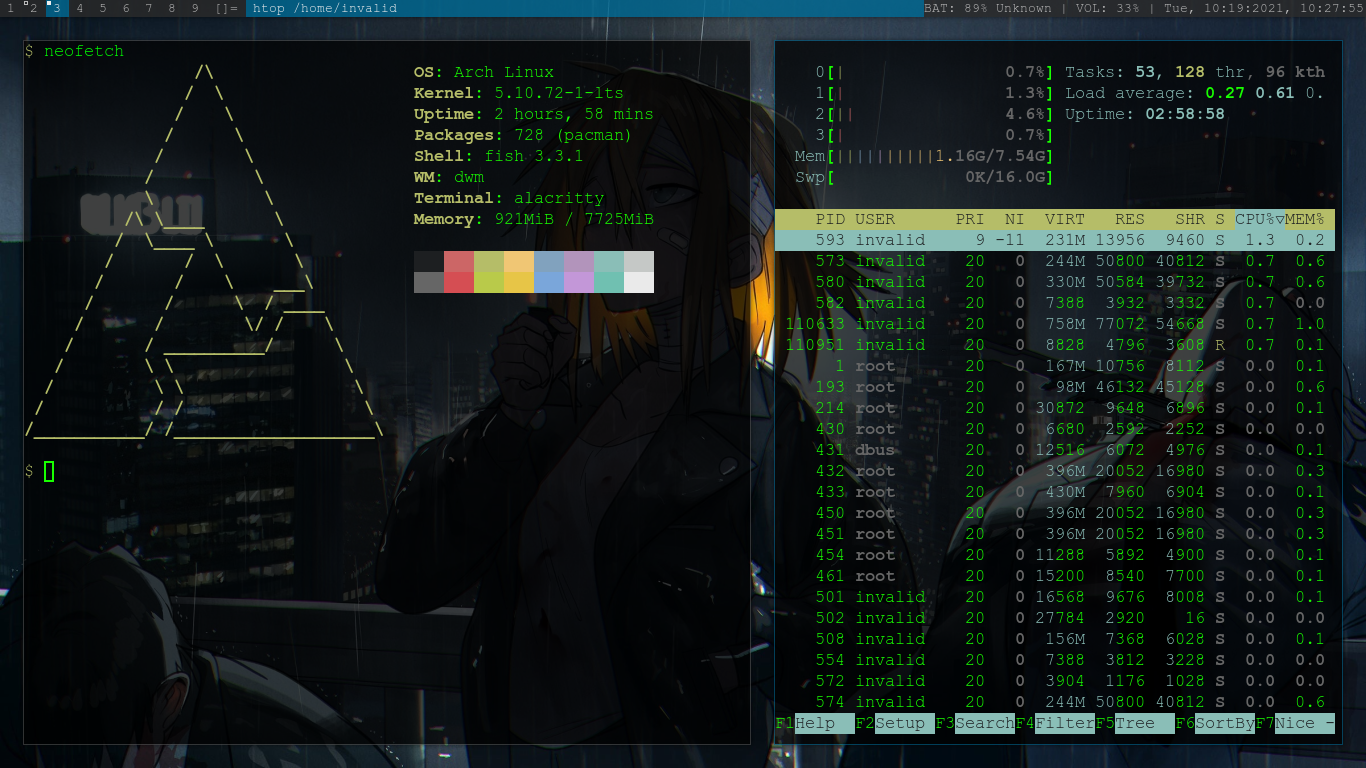 1 2 3 4 5 6 7 8 9 []= htop /home/invalid BAT: 89% Unknown | VOL: 33% | Tue, 10:19:2021, 10:27:55
$ neofetch
OS: Arch Linux
Kernel: 5.10.72-1-lts
Uptime: 2 hours, 58 mins
Packages: 728 (pacman)
Shell: fish 3.3.1
WM: dwm
Terminal: alacritty
Memory: 921MiB / 7725MiB
$
0[| 0.7%] Tasks: 53, 128 thr, 96 kth
1[| 1.3%] Load average: 0.27 0.61 0.
2[|| 4.6%] Uptime: 02:58:58
3[| 0.7%]
Mem[||||||||||1.16G/7.54G]
Swp[ 0K/16.0G]
PID USER PRI NI VIRT RES SHR S CPU%▽MEM%
593 invalid 9 -11 231M 13956 9460 S 1.3 0.2
573 invalid 20 0 244M 50800 40812 S 0.7 0.6
580 invalid 20 0 330M 50584 39732 S 0.7 0.6
582 invalid 20 0 7388 3932 3332 S 0.7 0.0
110633 invalid 20 0 758M 77072 54668 S 0.7 1.0
110951 invalid 20 0 8828 4796 3608 R 0.7 0.1
1 root 20 0 167M 10756 8112 S 0.0 0.1
193 root 20 0 98M 46132 45128 S 0.0 0.6
214 root 20 0 30872 9648 6896 S 0.0 0.1
430 root 20 0 6680 2592 2252 S 0.0 0.0
431 dbus 20 0 12516 6072 4976 S 0.0 0.1
432 root 20 0 396M 20052 16980 S 0.0 0.3
433 root 20 0 430M 7960 6904 S 0.0 0.1
450 root 20 0 396M 20052 16980 S 0.0 0.3
451 root 20 0 396M 20052 16980 S 0.0 0.3
454 root 20 0 11288 5892 4900 S 0.0 0.1
461 root 20 0 15200 8540 7700 S 0.0 0.1
501 invalid 20 0 16568 9676 8008 S 0.0 0.1
502 invalid 20 0 27784 2920 16 S 0.0 0.0
508 invalid 20 0 156M 7368 6028 S 0.0 0.1
554 invalid 20 0 7388 3812 3228 S 0.0 0.0
572 invalid 20 0 3904 1176 1028 S 0.0 0.0
574 invalid 20 0 244M 50800 40812 S 0.0 0.6
F1Help F2Setup F3SearchF4FilterF5Tree F6SortByF7Nice -